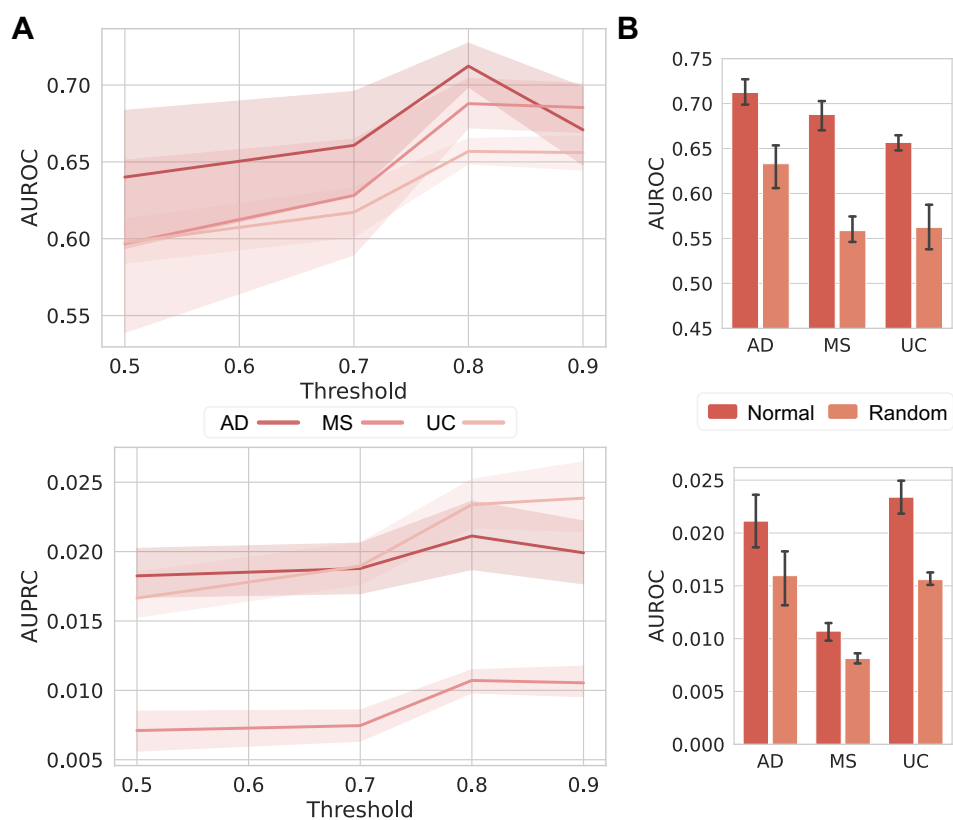 A
AUROC
0.70
0.65
0.60
0.55
0.5 0.6 0.7 0.8 0.9
Threshold
AD MS UC
AUPRC
0.025
0.020
0.015
0.010
0.005
0.5 0.6 0.7 0.8 0.9
Threshold
B
AUROC
0.75
0.70
0.65
0.60
0.55
0.50
0.45
AD MS UC
Normal Random
AUROC
0.025
0.020
0.015
0.010
0.005
0.000
AD MS UC